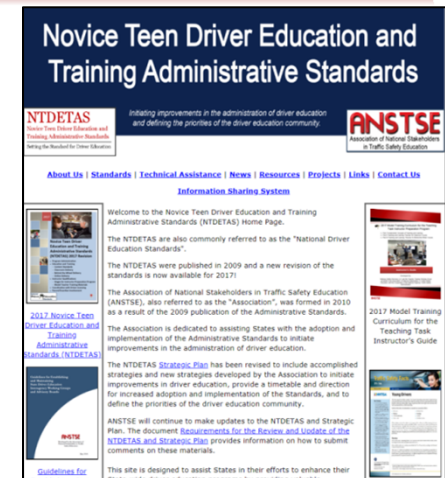 Novice Teen Driver Education and
Training Administrative Standards
NTDETAS
Novice Teen Driver Education and
Training Administrative Standards
Setting the Standard for Driver Education
Initiating improvements in the administration of driver education
and defining the priorities of the driver education community.
ANSTSE
Association of National Stakeholders
in Traffic Safety Education
About Us | Standards | Technical Assistance | News | Resources | Projects | Links | Contact Us
Information Sharing System
2017 Novice Teen
Driver Education and
Training
Administrative
Standards (NTDETAS)
ANSTSE
Guidelines for
Welcome to the Novice Teen Driver Education and Training
Administrative Standards (NTDETAS) Home Page.
The NTDETAS are also commonly referred to as the "National Driver
Education Standards".
The NTDETAS were published in 2009 and a new revision of the
standards is now available for 2017!
The Association of National Stakeholders in Traffic Safety Education
(ANSTSE), also referred to as the "Association", was formed in 2010
as a result of the 2009 publication of the Administrative Standards.
The Association is dedicated to assisting States with the adoption and
implementation of the Administrative Standards to initiate
improvements in the administration of driver education.
The NTDETAS Strategic Plan has been revised to include accomplished
strategies and new strategies developed by the Association to initiate
improvements in driver education, provide a timetable and direction
for increased adoption and implementation of the Standards, and to
define the priorities of the driver education community.
ANSTSE will continue to make updates to the NTDETAS and Strategic
Plan. The document Requirements for the Review and Update of the
NTDETAS and Strategic Plan provides information on how to submit
comments on these materials.
This site is designed to assist States in their efforts to enhance their
2017 Model Training
Curriculum for the
Teaching Task
Instructor's Guide